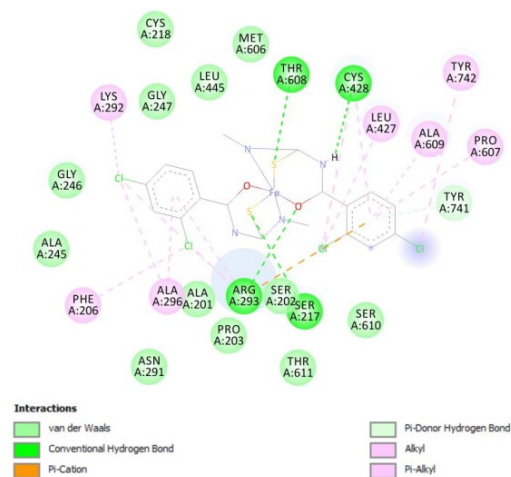 CYS
A:218
MET
A:606
THR
A:608
CYS
A:428
TYR
A:742
LYS
A:292
GLY
A:247
LEU
A:445
LEU
A:427
ALA
A:609
PRO
A:607
N
N
H
S
Fe
GLY
A:246
Cl
O
O
S
N
N
TYR
A:741
Cl
Cl
Cl
ALA
A:245
PHE
A:206
ALA
A:296
ALA
A:201
ARG
A:293
SER
A:202
SER
A:217
SER
A:610
PRO
A:203
ASN
A:291
THR
A:611
Interactions
van der Waals
Conventional Hydrogen Bond
Pi-Cation
Pi-Donor Hydrogen Bond
Alkyl
Pi-Alkyl